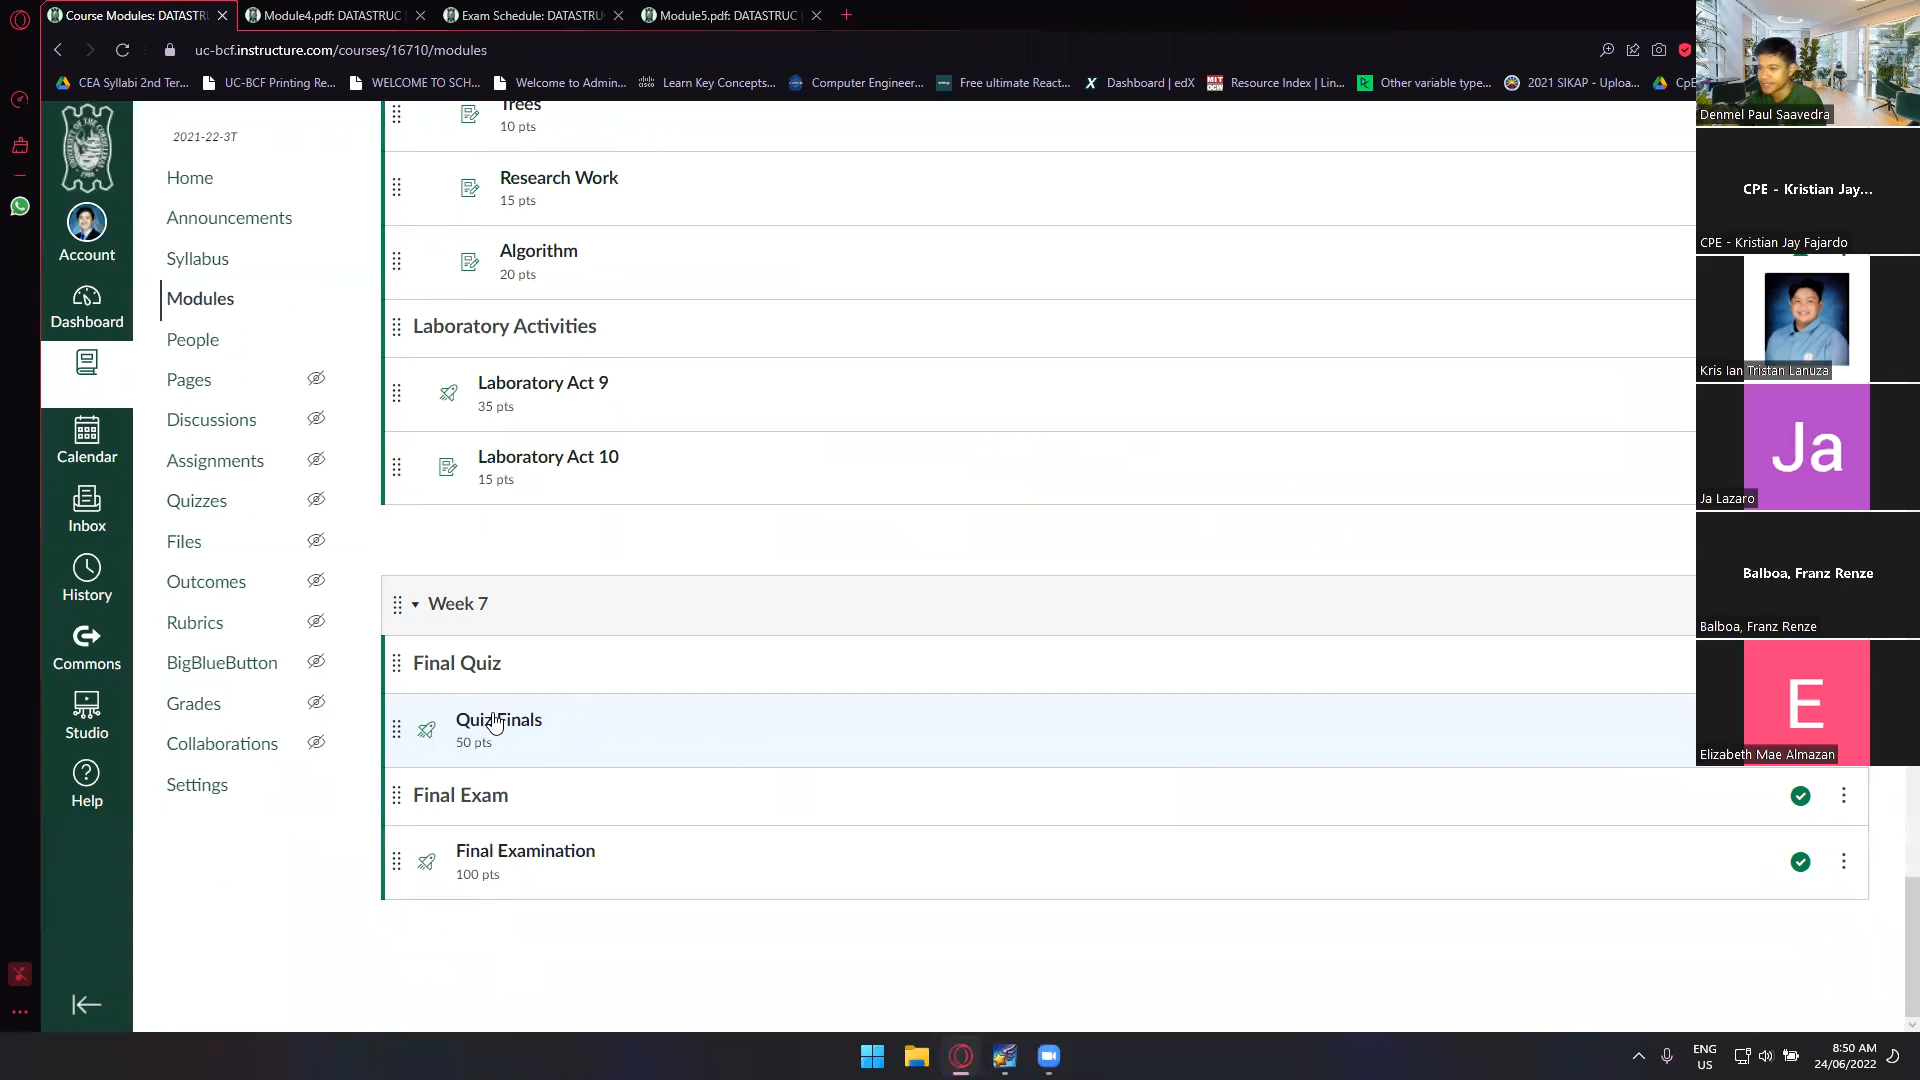 Course Modules: DATASTRU
Module4.pdf: DATASTRUC
Exam Schedule: DATASTRU
Module5.pdf: DATASTRUC
uc-bcf.instructure.com/courses/16710/modules
CEA Syllabi 2nd Ter...
UC-BCF Printing Re...
WELCOME TO SCH...
Welcome to Admin...
Learn Key Concepts...
Computer Engineer...
Free ultimate React...
Dashboard | edX
Resource Index | Lin...
Other variable type...
2021 SIKAP - Uploa...
CpE
Account
Dashboard
Calendar
Inbox
History
Commons
Studio
Help
2021-22-3T
Home
Announcements
Syllabus
Modules
People
Pages
Discussions
Assignments
Quizzes
Files
Outcomes
Rubrics
BigBlueButton
Grades
Collaborations
Settings
Trees
10 pts
Research Work
15 pts
Algorithm
20 pts
Laboratory Activities
Laboratory Act 9
35 pts
Laboratory Act 10
15 pts
Week 7
Final Quiz
Quiz Finals
50 pts
Final Exam
Final Examination
100 pts
Denmel Paul Saavedra
CPE - Kristian Jay...
CPE - Kristian Jay Fajardo
Kris Ian Tristan Lanuza
Ja
Ja Lazaro
Balboa, Franz Renze
Balboa, Franz Renze
E
Elizabeth Mae Almazan
ENG
US
8:50 AM
24/06/2022